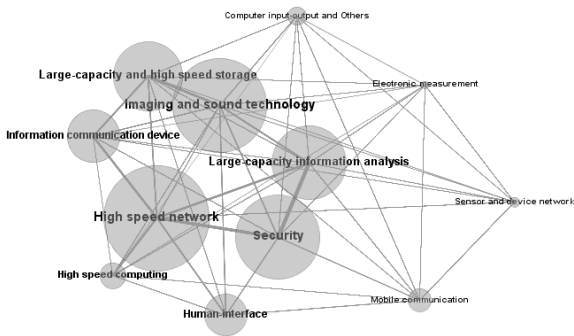 Computer input-output and Others
Large-capacity and high speed storage
Electronic measurement
Imaging and sound technology
Information communication device
Large-capacity information analysis
Sensor and device network
High speed network
Security
High speed computing
Mobile communication
Human-interface